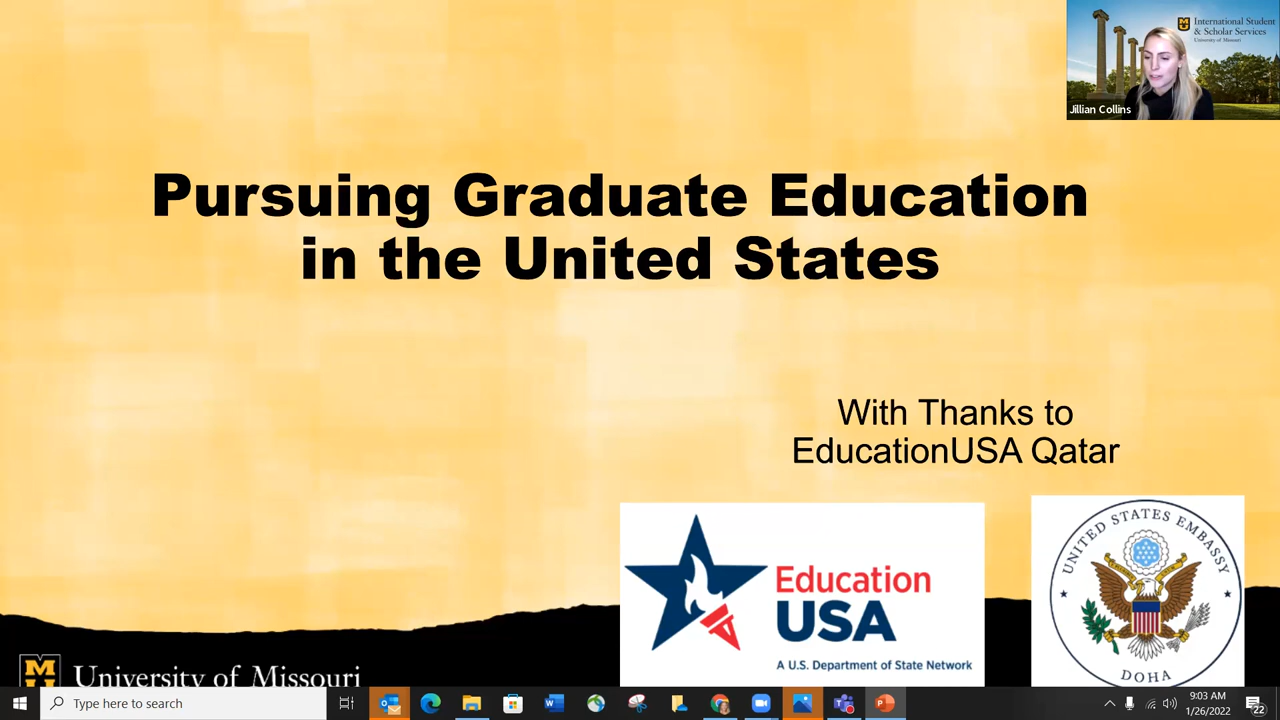 MU
International Student
& Scholar Services
University of Missouri
Jillian Collins
Pursuing Graduate Education
in the United States
With Thanks to
EducationUSA Qatar
Education
USA
A U.S. Department of State Network
UNITED STATES EMBASSY
DOHA
MU
University of Missouri
Type here to search
9:03 AM
1/26/2022
22